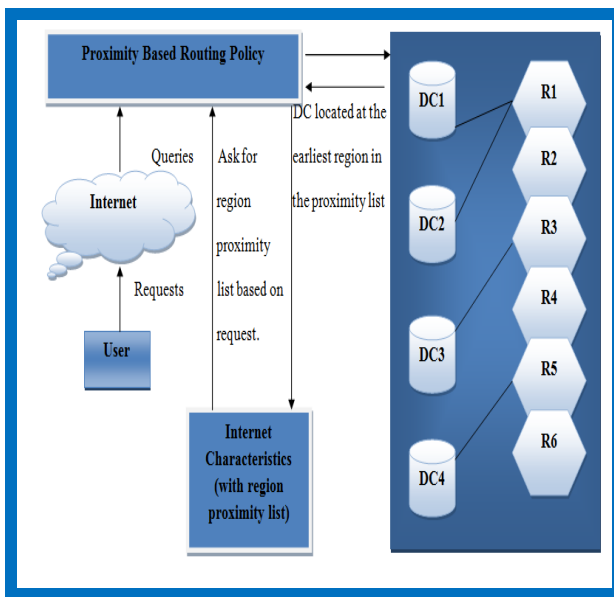 Proximity Based Routing Policy
Queries
Internet
Requests
User
Ask for
region
proximity
list based on
request.
DC located at the
earliest region in
the proximity list
Internet
Characteristics
(with region
proximity list)
DC1
DC2
DC3
DC4
R1
R2
R3
R4
R5
R6